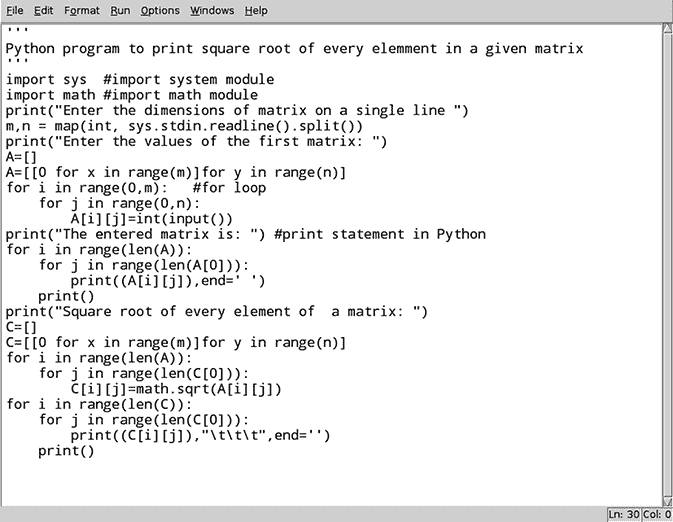 File Edit Format Run Options Windows Help
'''
Python program to print square root of every elemment in a given matrix
'''
import sys  #import system module
import math #import math module
print("Enter the dimensions of matrix on a single line ")
m,n = map(int, sys.stdin.readline().split())
print("Enter the values of the first matrix: ")
A=[]
A=[[0 for x in range(m)]for y in range(n)]
for i in range(0,m):   #for loop
    for j in range(0,n):
        A[i][j]=int(input())
print("The entered matrix is: ") #print statement in Python
for i in range(len(A)):
    for j in range(len(A[0])):
        print((A[i][j]),end=' ')
    print()
print("Square root of every element of  a matrix: ")
C=[]
C=[[0 for x in range(m)]for y in range(n)]
for i in range(len(A)):
    for j in range(len(C[0])):
        C[i][j]=math.sqrt(A[i][j])
for i in range(len(C)):
    for j in range(len(C[0])):
        print((C[i][j]),"\t\t\t",end='')
    print()
Ln: 30 Col: 0